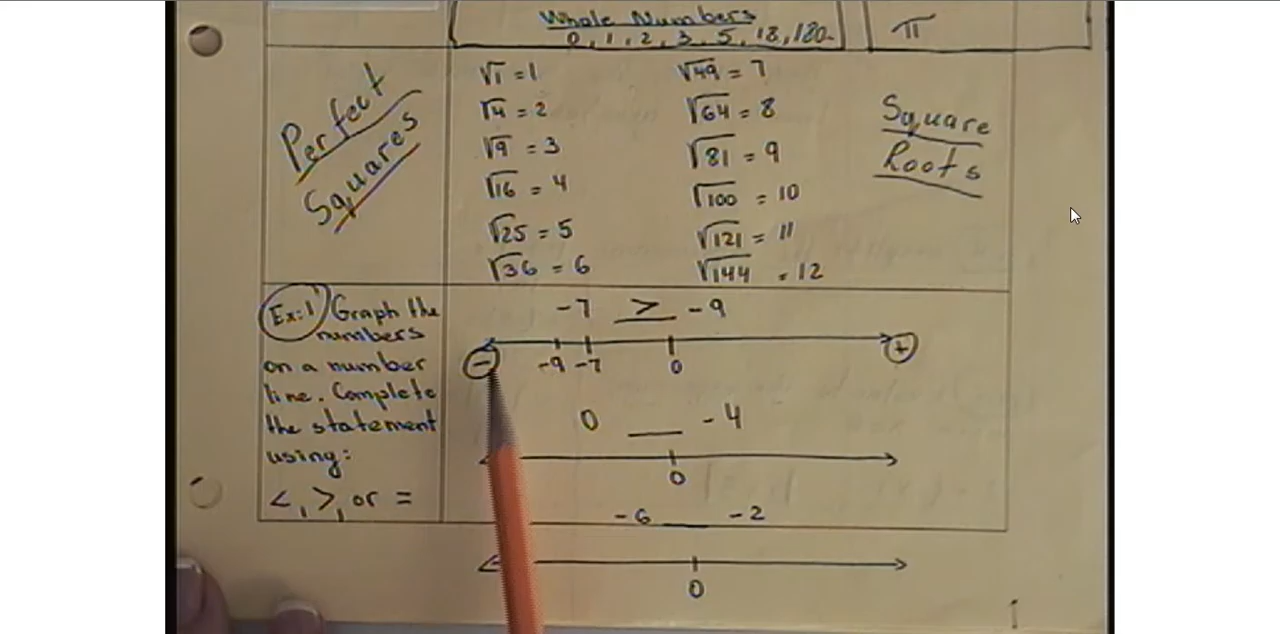 Whole Numbers
0, 1, 2, 3, 5, 18, 180
π
Perfect
Squares
√1 = 1
√4 = 2
√9 = 3
√16 = 4
√25 = 5
√36 = 6
√49 = 7
√64 = 8
√81 = 9
√100 = 10
√121 = 11
√144 = 12
Square
Roots
Ex:1 Graph the
numbers
on a number
line. Complete
the statement
using:
<, >, or =
-7 > -9
- +
-9 -7 0
0 __ -4
0
-6 __ -2
0